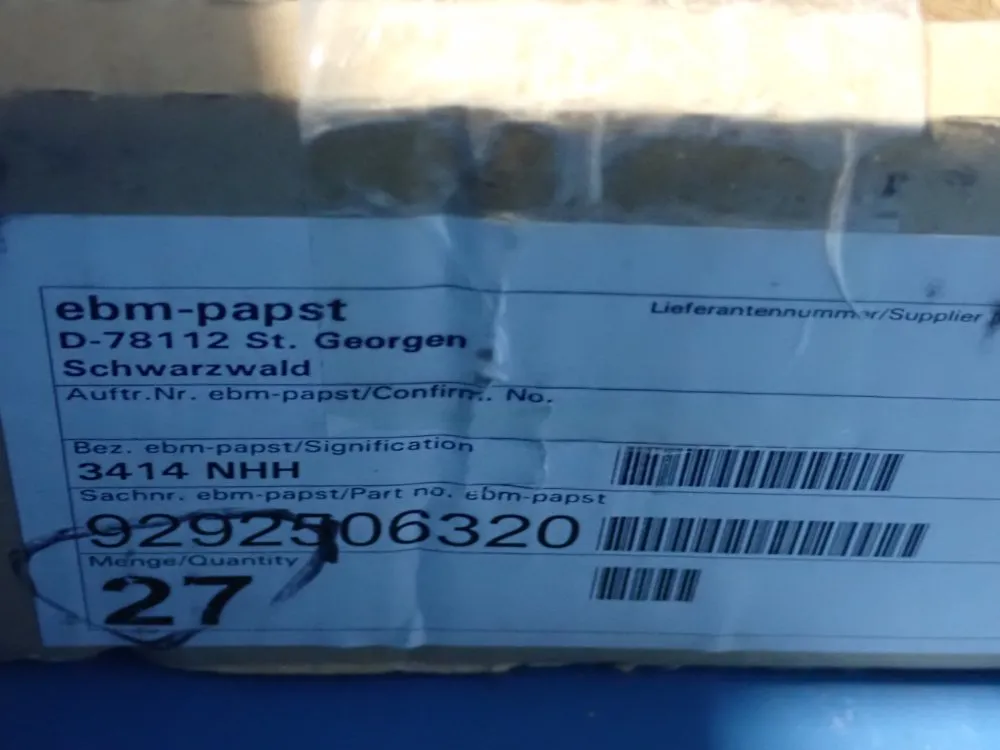 ebm-papst
Lieferantennummer/Supplier
D-78112 St. Georgen
Schwarzwald
Auftr.Nr. ebm-papst/Confirm. No.
Bez. ebm-papst/Signification
3414 NHH
Sachnr. ebm-papst/Part no. ebm-papst
9292506320
Menge/Quantity
27